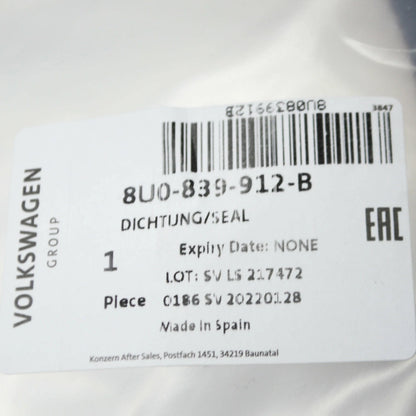 8U0839912B
3847
8U0-839-912-B
DICHTUNG/SEAL
VOLKSWAGEN
GROUP
1
Piece
Expiry Date: NONE
LOT: SV LS 217472
0186 SV 20220128
Made in Spain
EAC
Konzern After Sales, Postfach 1451, 34219 Baunatal